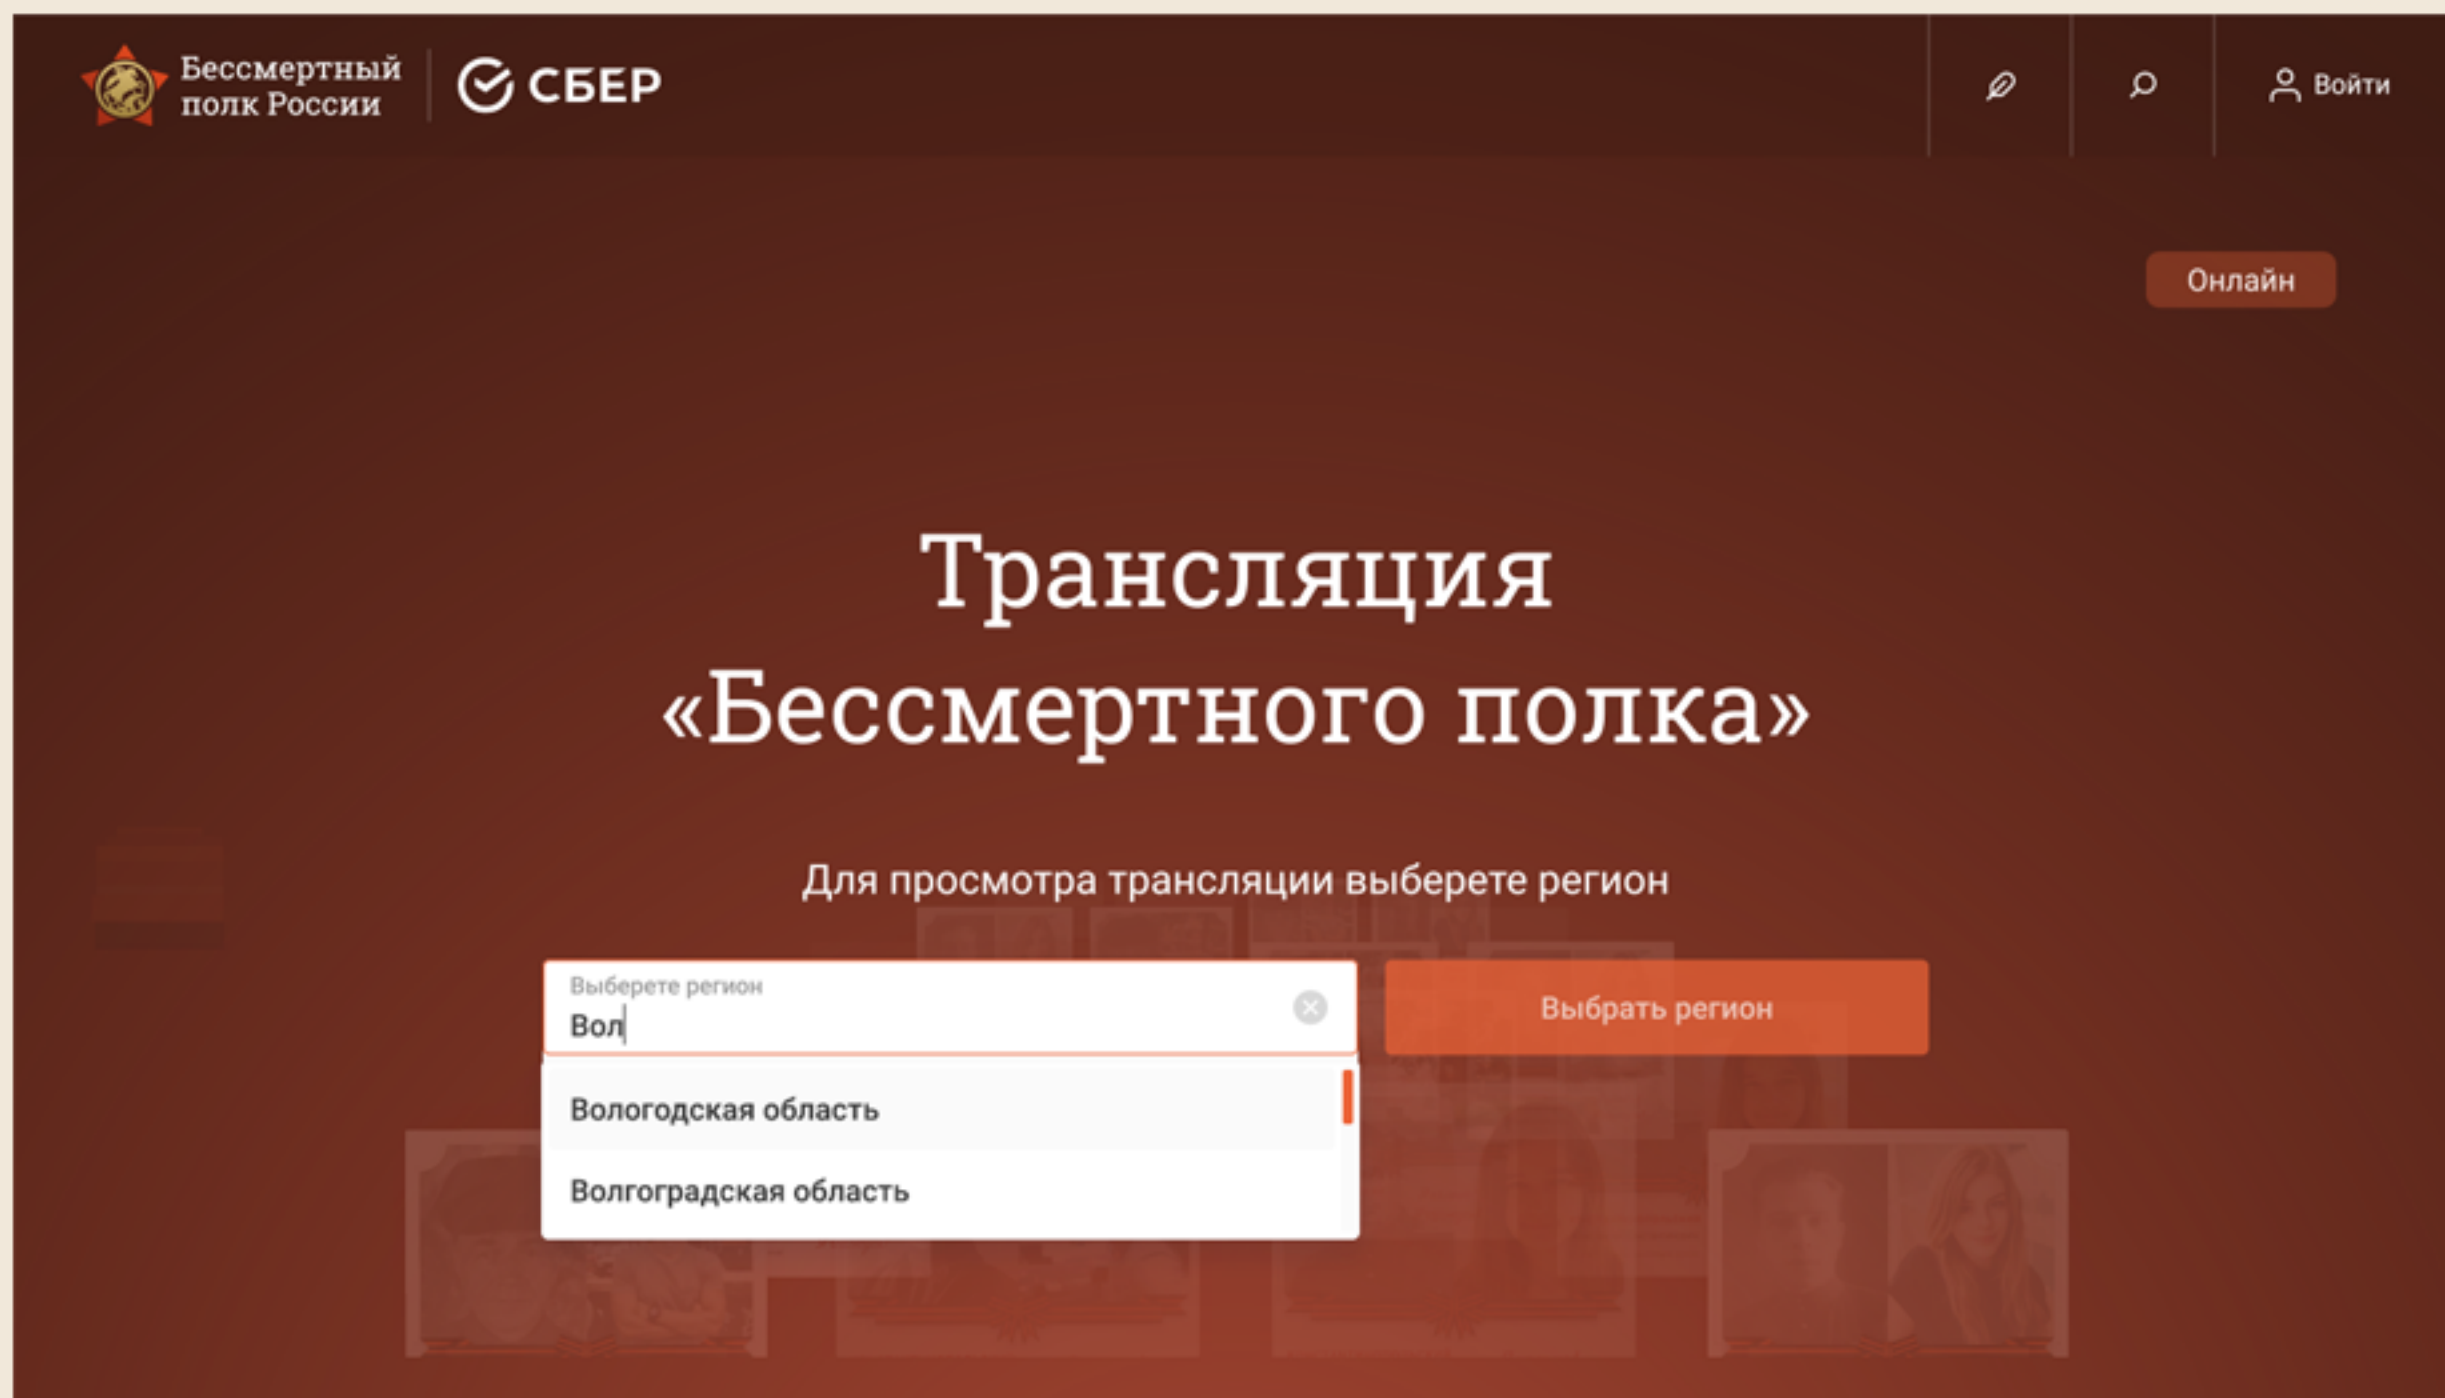 Бессмертный
полк России
СБЕР
Войти
Онлайн
Трансляция
«Бессмертного полка»
Для просмотра трансляции выберете регион
Выберете регион
Вол
Выбрать регион
Вологодская область
Волгоградская область